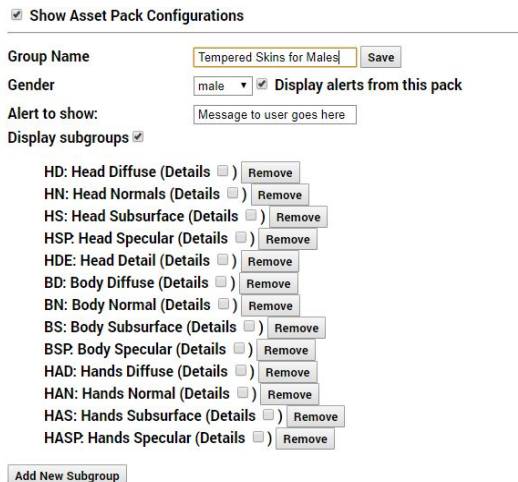 Show Asset Pack Configurations
Group Name Tempered Skins for Males Save
Gender male Display alerts from this pack
Alert to show: Message to user goes here
Display subgroups
HD: Head Diffuse (Details ) Remove
HN: Head Normals (Details ) Remove
HS: Head Subsurface (Details ) Remove
HSP: Head Specular (Details ) Remove
HDE: Head Detail (Details ) Remove
BD: Body Diffuse (Details ) Remove
BN: Body Normal (Details ) Remove
BS: Body Subsurface (Details ) Remove
BSP: Body Specular (Details ) Remove
HAD: Hands Diffuse (Details ) Remove
HAN: Hands Normal (Details ) Remove
HAS: Hands Subsurface (Details ) Remove
HASP: Hands Specular (Details ) Remove
Add New Subgroup